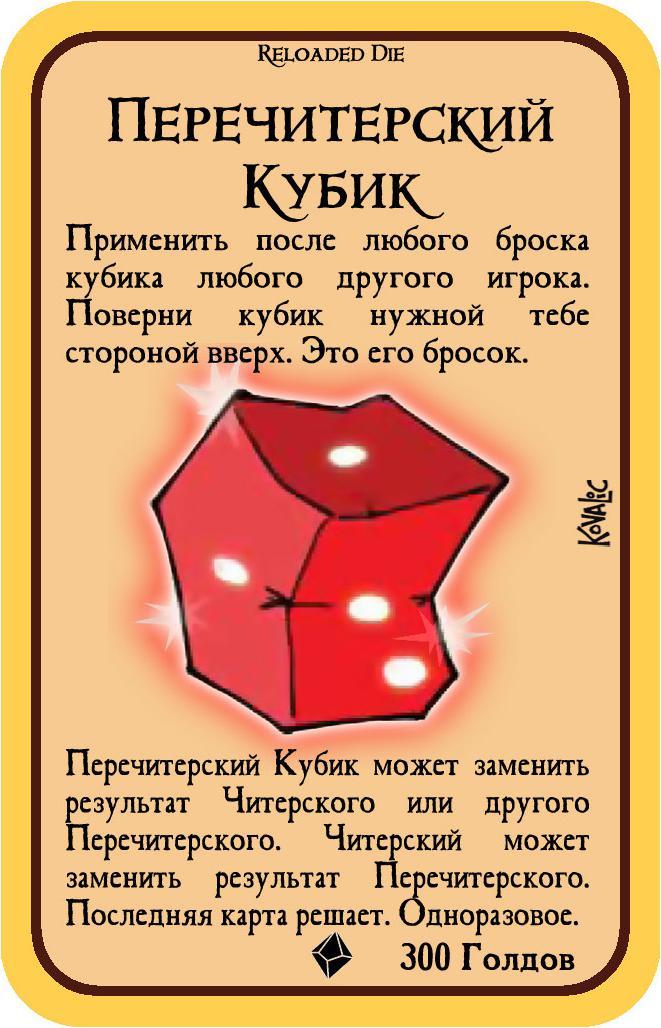 Reloaded Die
Перечитерский
Кубик
Применить после любого броска
кубика любого другого игрока.
Поверни кубик нужной тебе
стороной вверх. Это его бросок.
Kovalic
Перечитерский Кубик может заменить
результат Читерского или другого
Перечитерского. Читерский может
заменить результат Перечитерского.
Последняя карта решает. Одноразовое.
300 Голдов